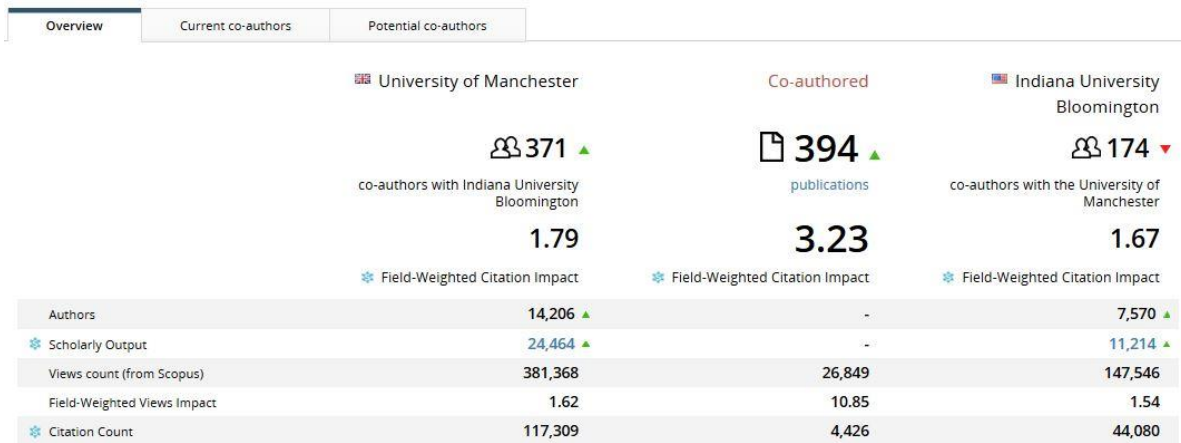 Overview Current co-authors Potential co-authors
University of Manchester Co-authored Indiana University
Bloomington
371 394 174
co-authors with Indiana University publications co-authors with the University of
Bloomington Manchester
1.79 3.23 1.67
Field-Weighted Citation Impact Field-Weighted Citation Impact Field-Weighted Citation Impact
Authors 14,206 - 7,570
Scholarly Output 24,464 - 11,214
Views count (from Scopus) 381,368 26,849 147,546
Field-Weighted Views Impact 1.62 10.85 1.54
Citation Count 117,309 4,426 44,080